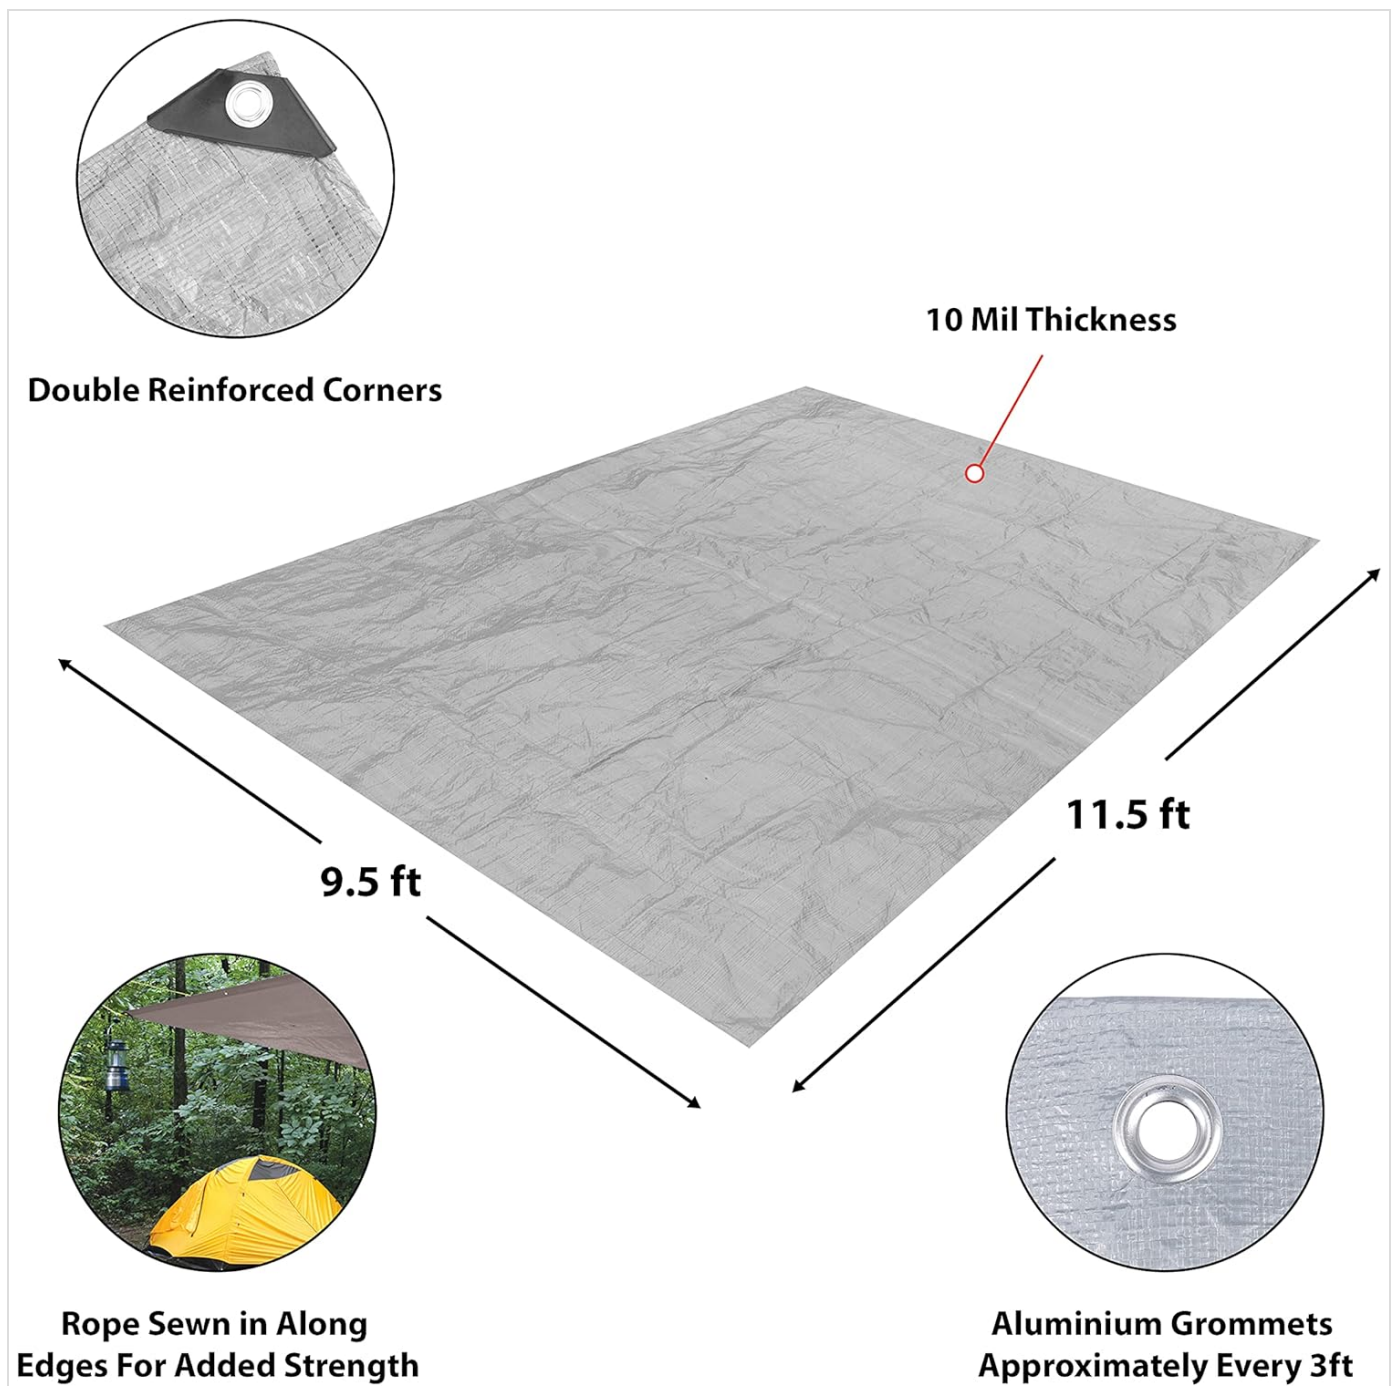 Double Reinforced Corners
10 Mil Thickness
11.5 ft
9.5 ft
Rope Sewn in Along
Edges For Added Strength
Aluminium Grommets
Approximately Every 3ft